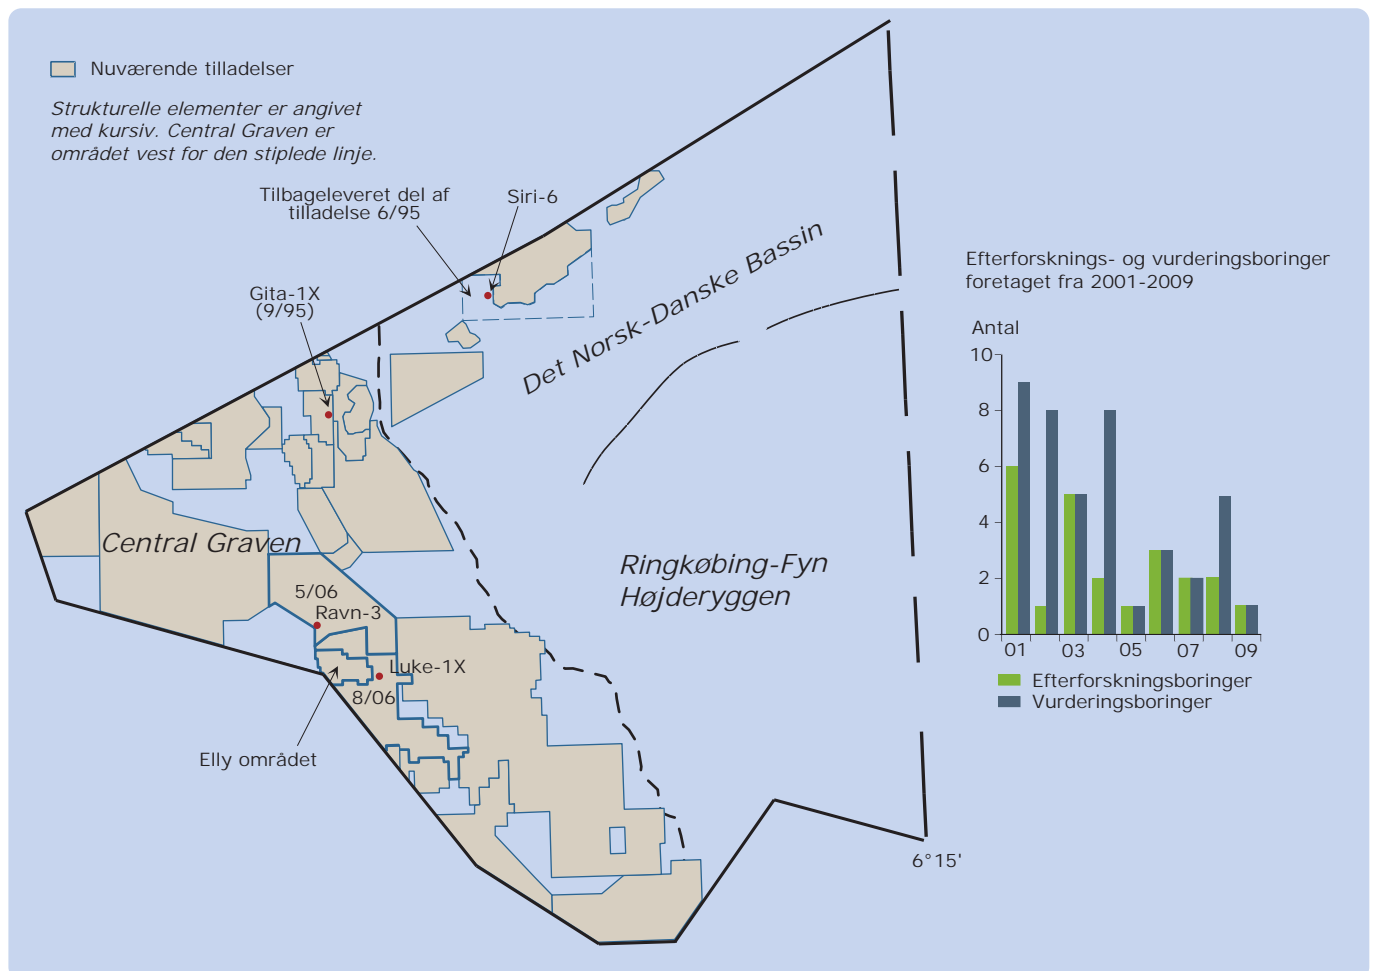 Nuværende tilladelser
Strukturelle elementer er angivet
med kursiv. Central Graven er
området vest for den stiplede linje.
Tilbageleveret del af
tilladelse 6/95
Siri-6
Gita-1X
(9/95)
Det Norsk-Danske Bassin
Central Graven
Ringkøbing-Fyn
Højderyggen
5/06
Ravn-3
Luke-1X
8/06
Elly området
6°15'
Efterforsknings- og vurderingsboringer
foretaget fra 2001-2009
Antal
10
8
6
4
2
0
01 03 05 07 09
Efterforskningsboringer
Vurderingsboringer